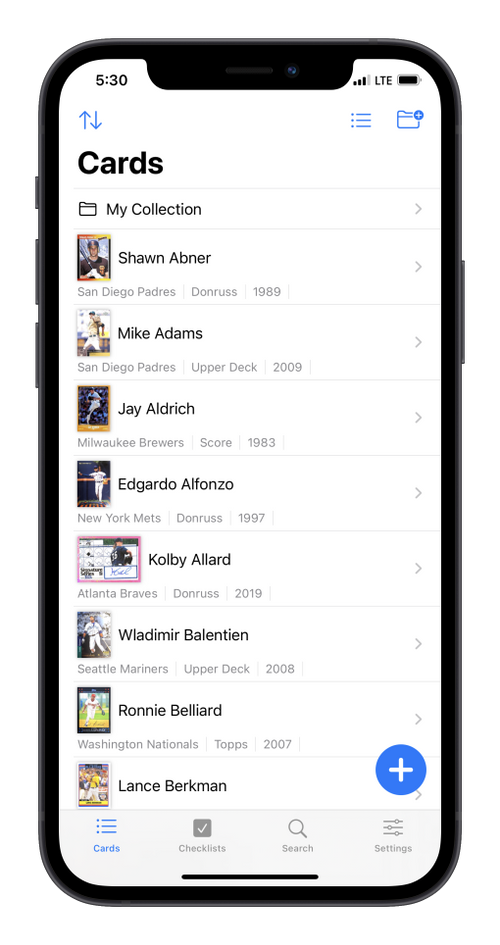 5:30 LTE
Cards
My Collection
Shawn Abner
San Diego Padres Donruss 1989
Mike Adams
San Diego Padres Upper Deck 2009
Jay Aldrich
Milwaukee Brewers Score 1983
Edgardo Alfonzo
New York Mets Donruss 1997
Signature
Kolby Allard
Atlanta Braves Donruss 2019
Wladimir Balentien
Seattle Mariners Upper Deck 2008
Ronnie Belliard
Washington Nationals Topps 2007
Lance Berkman
Cards Checklists Search Settings